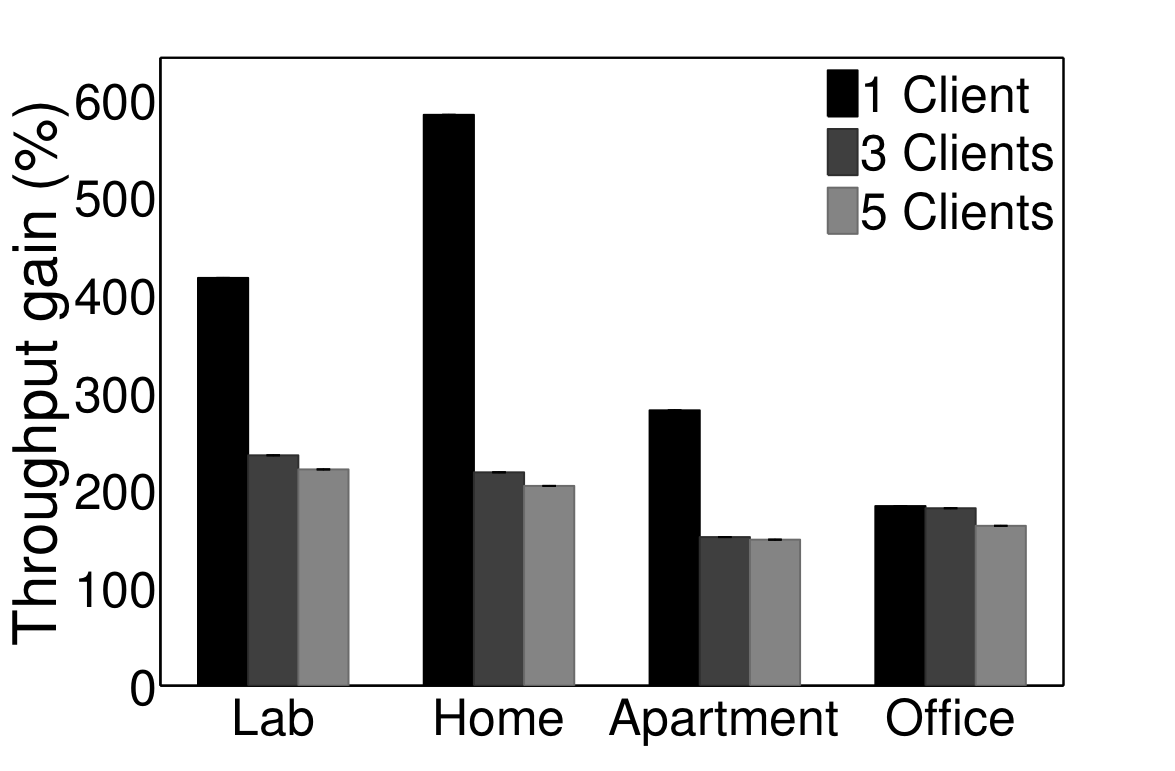 Throughput gain (%)
600
500
400
300
200
100
0
1 Client
3 Clients
5 Clients
Lab Home Apartment Office